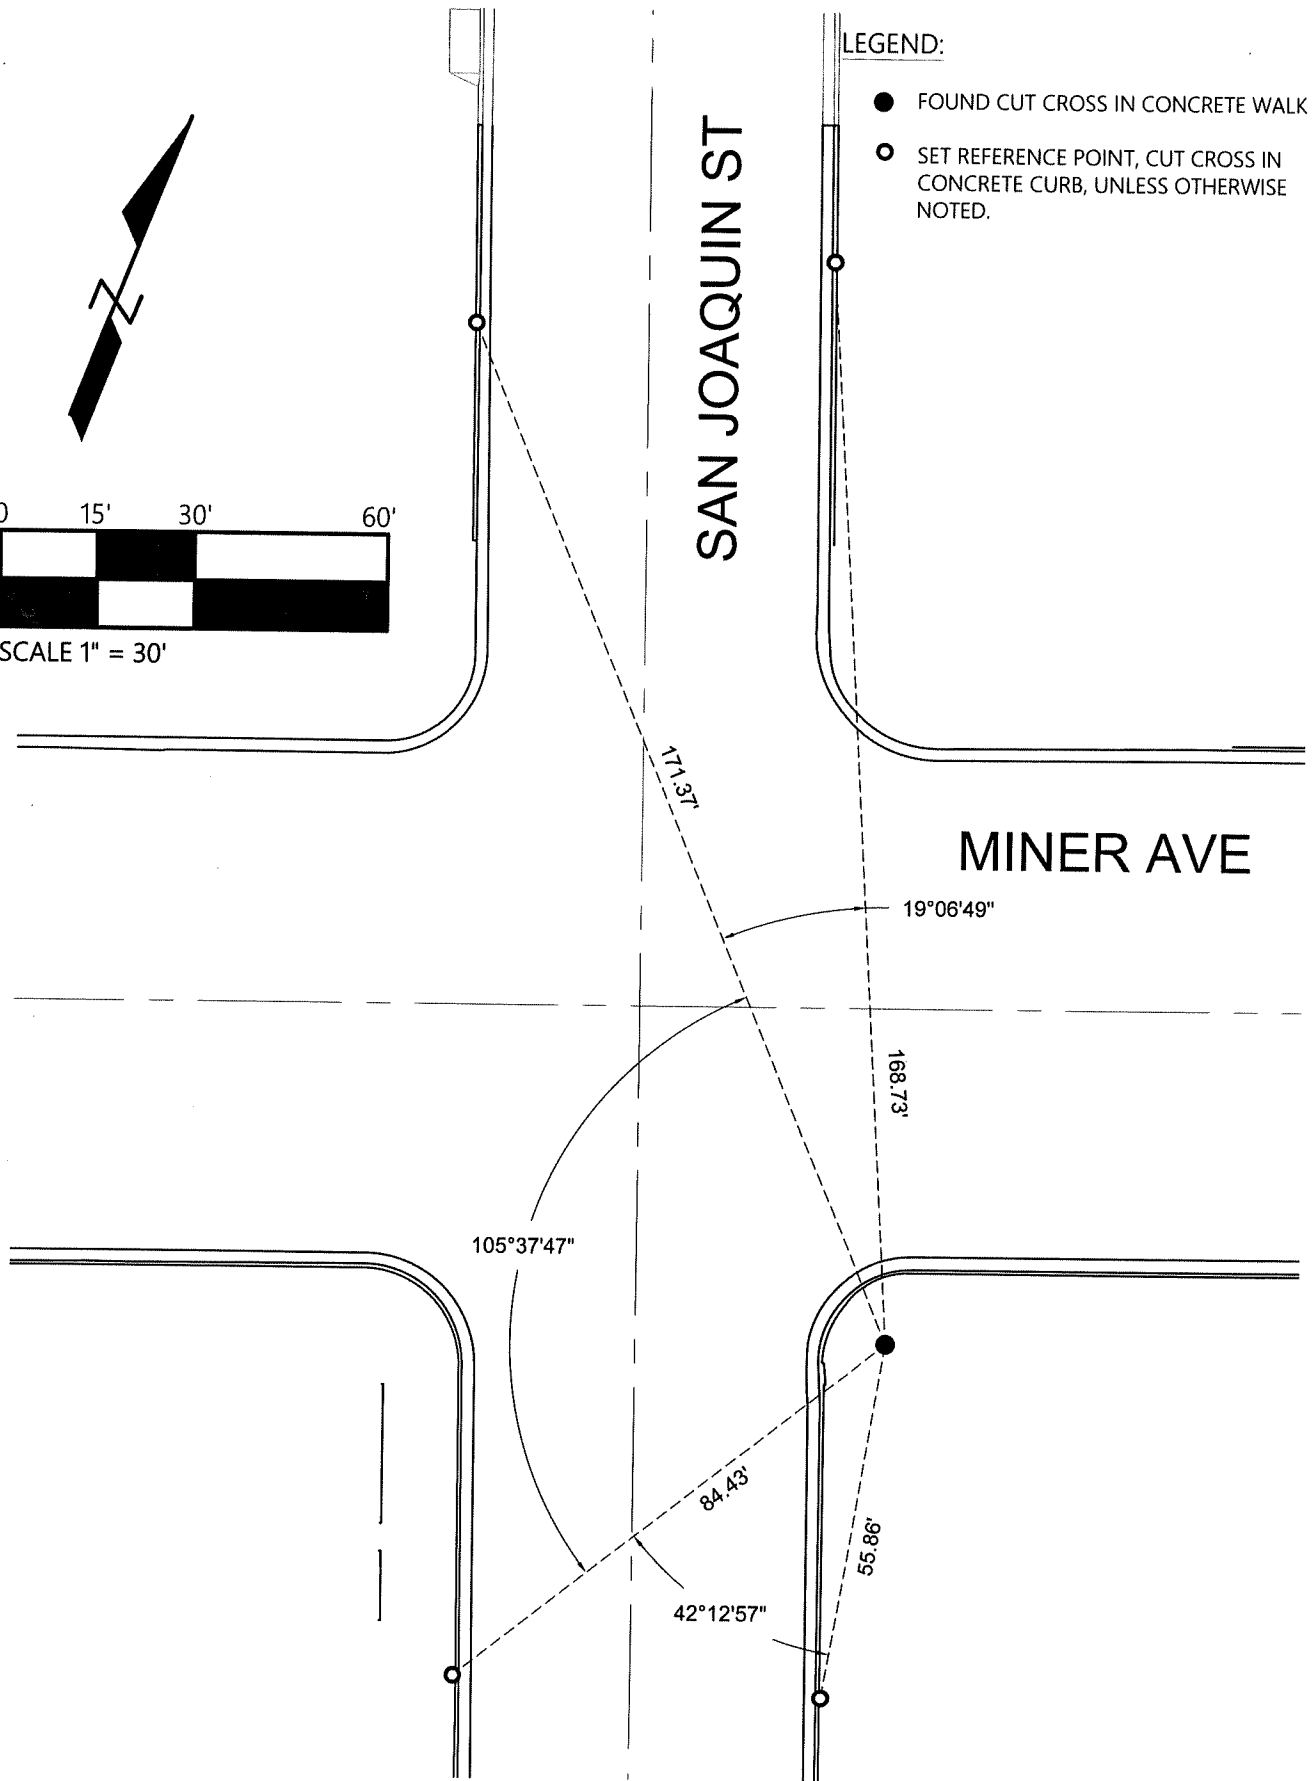 LEGEND:
FOUND CUT CROSS IN CONCRETE WALK
SET REFERENCE POINT, CUT CROSS IN
CONCRETE CURB, UNLESS OTHERWISE
NOTED.
SAN JOAQUIN ST
N
0 15' 30' 60'
SCALE 1" = 30'
171.37'
MINER AVE
19°06'49"
168.73'
105°37'47"
84.43'
55.86'
42°12'57"